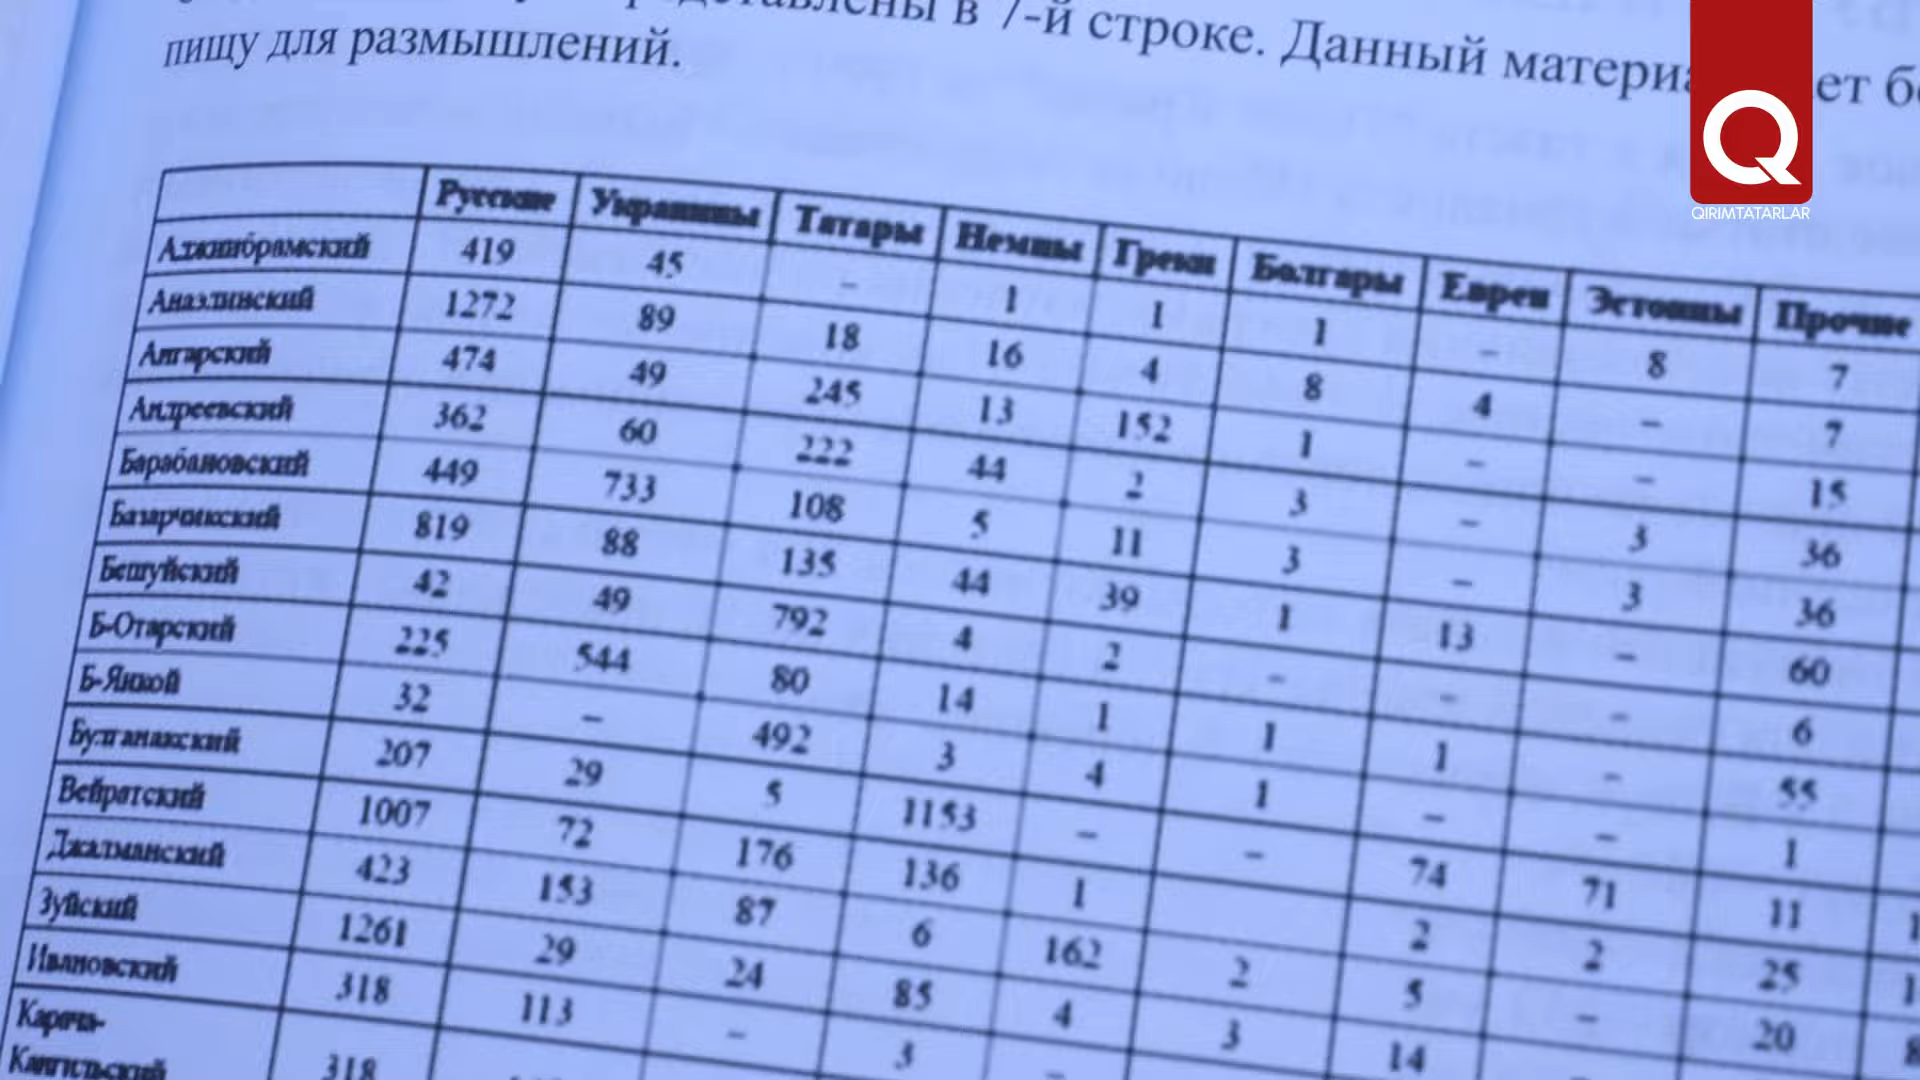 в 7-й строке. Данный
пищу для размышлений.
QIRIMTATARLAR
Русские Украинцы Татары Немцы Греки Болгары Евреи Эстонцы Прочие
Аджиибрамский 419 45 – 1 1 1 – 8 7
Аназлинский 1272 89 18 16 4 8 4 – 7
Ангарский 474 49 245 13 152 1 – – 15
Андреевский 362 60 222 44 2 3 – 3 36
Барабановский 449 733 108 5 11 3 – 3 36
Базарчикский 819 88 135 44 39 1 13 – 60
Бешуйский 42 49 792 4 2 – – – 6
Б-Отарский 225 544 80 14 1 1 1 – 55
Б-Янкой 32 – 492 3 4 1 – – 1
Булганакский 207 29 5 1153 – – 74 71 11
Вейратский 1007 72 176 136 1 2 2 25
Джалманский 423 153 87 6 162 2 5 – 20
Зуйский 1261 29 24 85 4 3 14 –
Ивановский 318 113 – 3 –
Карача-
Кангильский 318